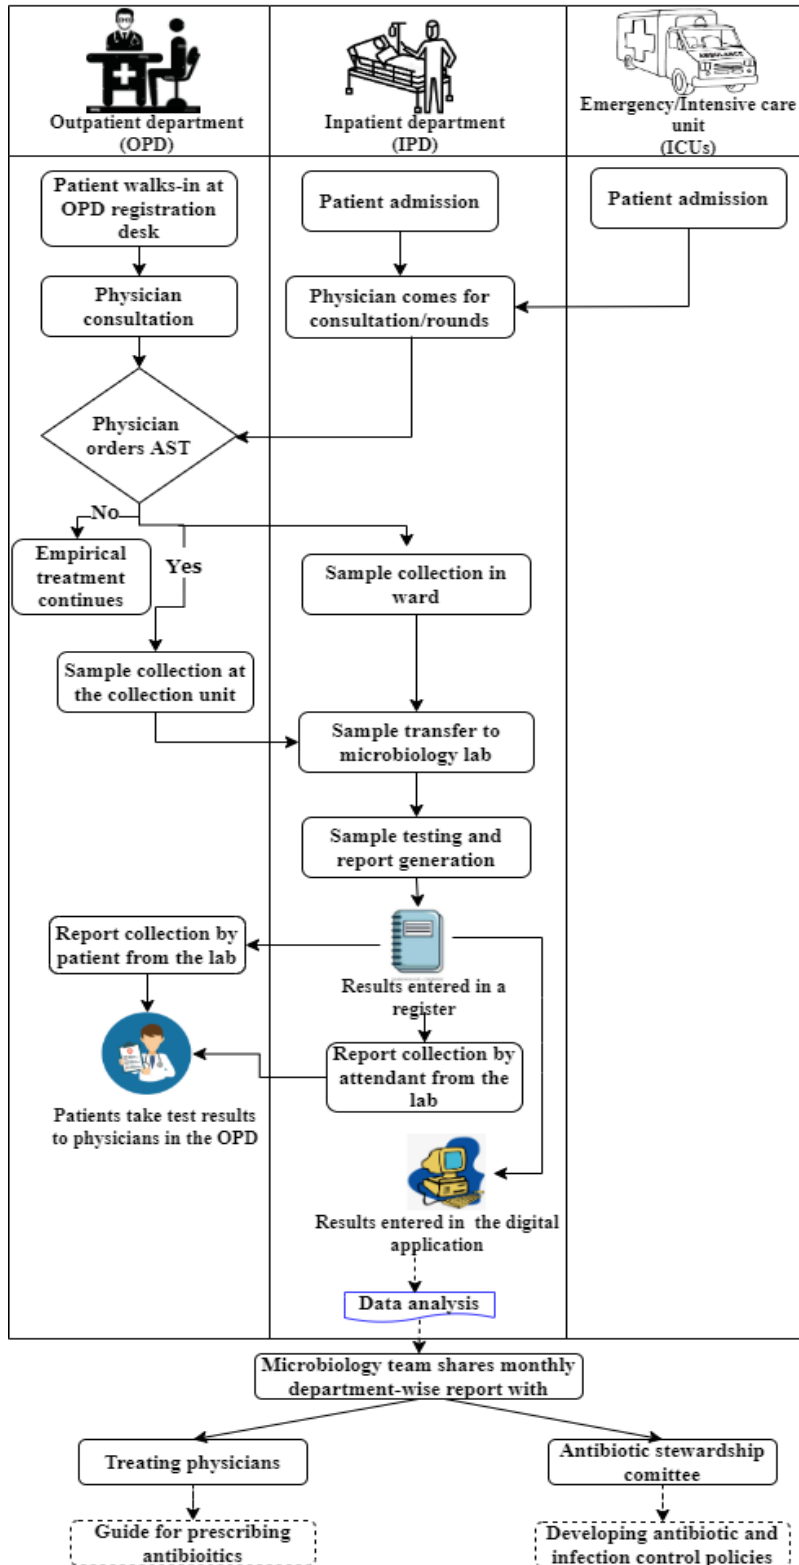 Outpatient department
(OPD)
Inpatient department
(IPD)
AMBULANCE
Emergency/Intensive care
unit
(ICUs)
Patient walks-in at
OPD registration
desk
Patient admission
Patient admission
Physician
consultation
Physician comes for
consultation/rounds
Physician
orders AST
No
Yes
Empirical
treatment
continues
Sample collection in
ward
Sample collection at
the collection unit
Sample transfer to
microbiology lab
Sample testing and
report generation
Report collection by
patient from the lab
Results entered in a
register
Report collection by
attendant from the
lab
Patients take test results
to physicians in the OPD
Results entered in the digital
application
Data analysis
Microbiology team shares monthly
department-wise report with
Treating physicians
Antibiotic stewardship
comittee
Guide for prescribing
antibioitics
Developing antibiotic and
infection control policies